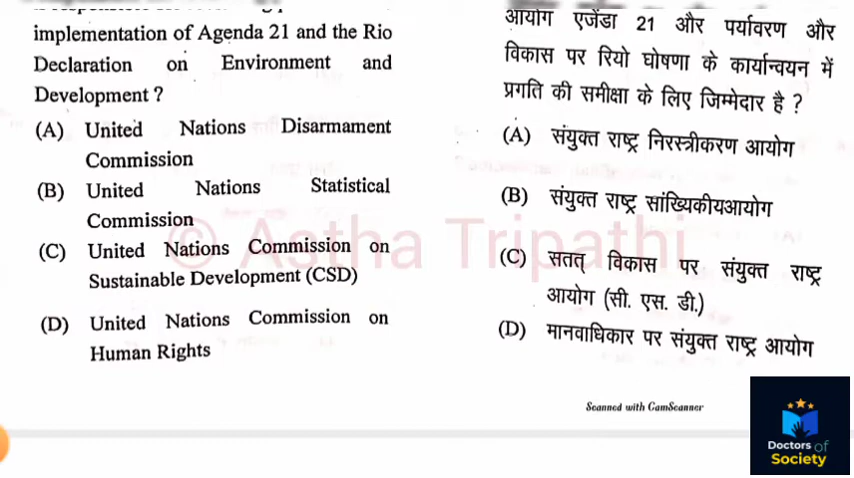 implementation of Agenda 21 and the Rio
Declaration on Environment and
Development ?
(A) United Nations Disarmament
Commission
(B) United Nations Statistical
Commission
(C) United Nations Commission on
Sustainable Development (CSD)
(D) United Nations Commission on
Human Rights
आयोग एजेंडा 21 और पर्यावरण और
विकास पर रियो घोषणा के कार्यान्वयन में
प्रगति की समीक्षा के लिए जिम्मेदार है ?
(A) संयुक्त राष्ट्र निरस्त्रीकरण आयोग
(B) संयुक्त राष्ट्र सांख्यिकीयआयोग
(C) सतत् विकास पर संयुक्त राष्ट्र
आयोग (सी. एस. डी.)
(D) मानवाधिकार पर संयुक्त राष्ट्र आयोग
© Astha Tripathi
Scanned with CamScanner
Doctors of
Society